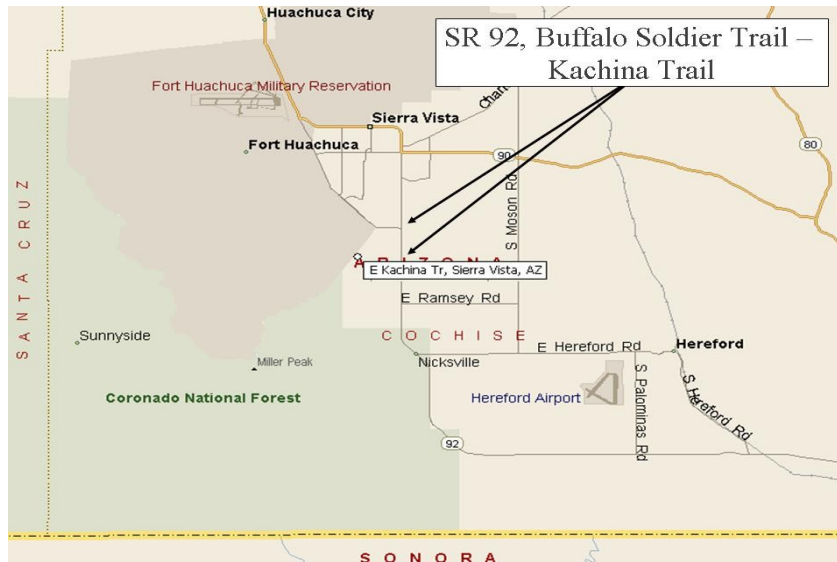 Huachuca City
SR 92, Buffalo Soldier Trail –
Kachina Trail
Fort Huachuca Military Reservation
Sierra Vista
Fort Huachuca
90
80
S Moson Rd
SANTA CRUZ
ARIZONA
E Kachina Tr, Sierra Vista, AZ
E Ramsey Rd
COCHISE
Sunnyside
E Hereford Rd
Hereford
Miller Peak
Nicksville
Coronado National Forest
Hereford Airport
S Palominas Rd
S Hereford Rd
92
SONORA